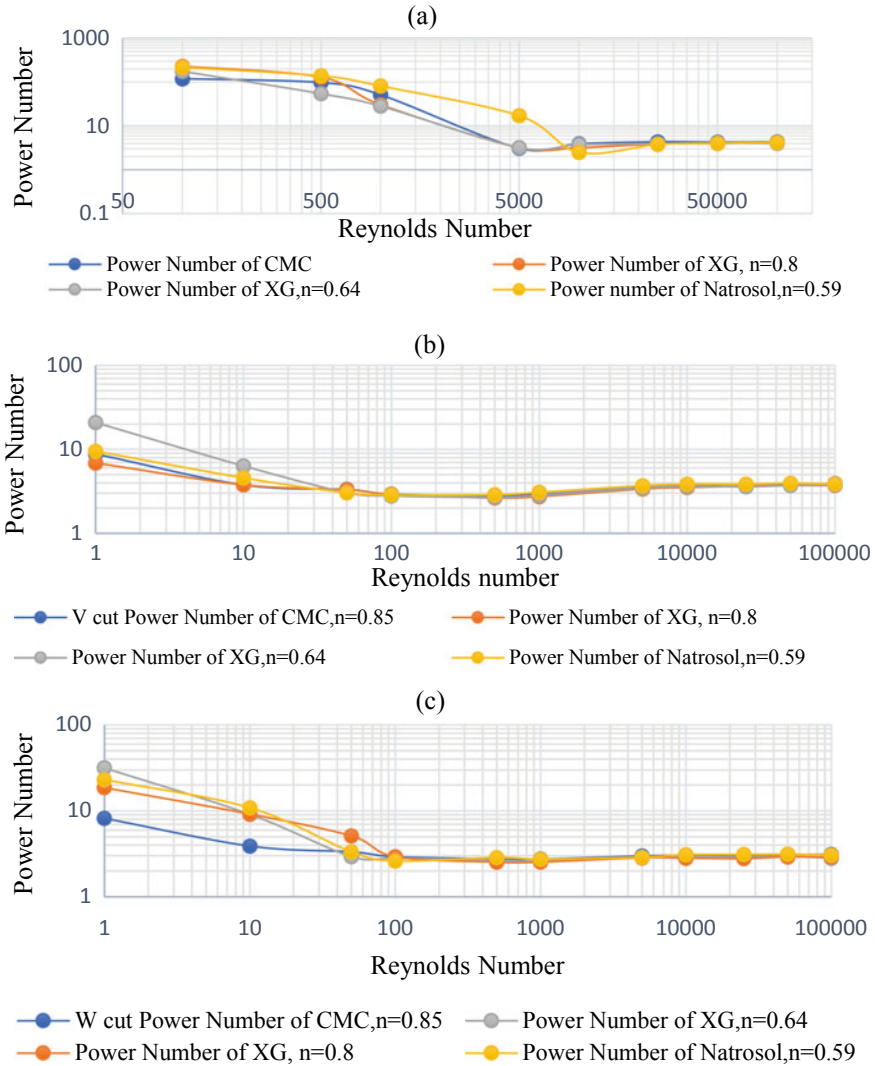 (a)
1000
10
0.1
Power Number
50 500 5000 50000
Reynolds Number
Power Number of CMC
Power Number of XG, n=0.8
Power Number of XG,n=0.64
Power number of Natrosol,n=0.59
(b)
100
10
1
Power Number
1 10 100 1000 10000 100000
Reynolds number
V cut Power Number of CMC,n=0.85
Power Number of XG, n=0.8
Power Number of XG,n=0.64
Power Number of Natrosol,n=0.59
(c)
100
10
1
Power Number
1 10 100 1000 10000 100000
Reynolds Number
W cut Power Number of CMC,n=0.85
Power Number of XG,n=0.64
Power Number of XG, n=0.8
Power Number of Natrosol,n=0.59